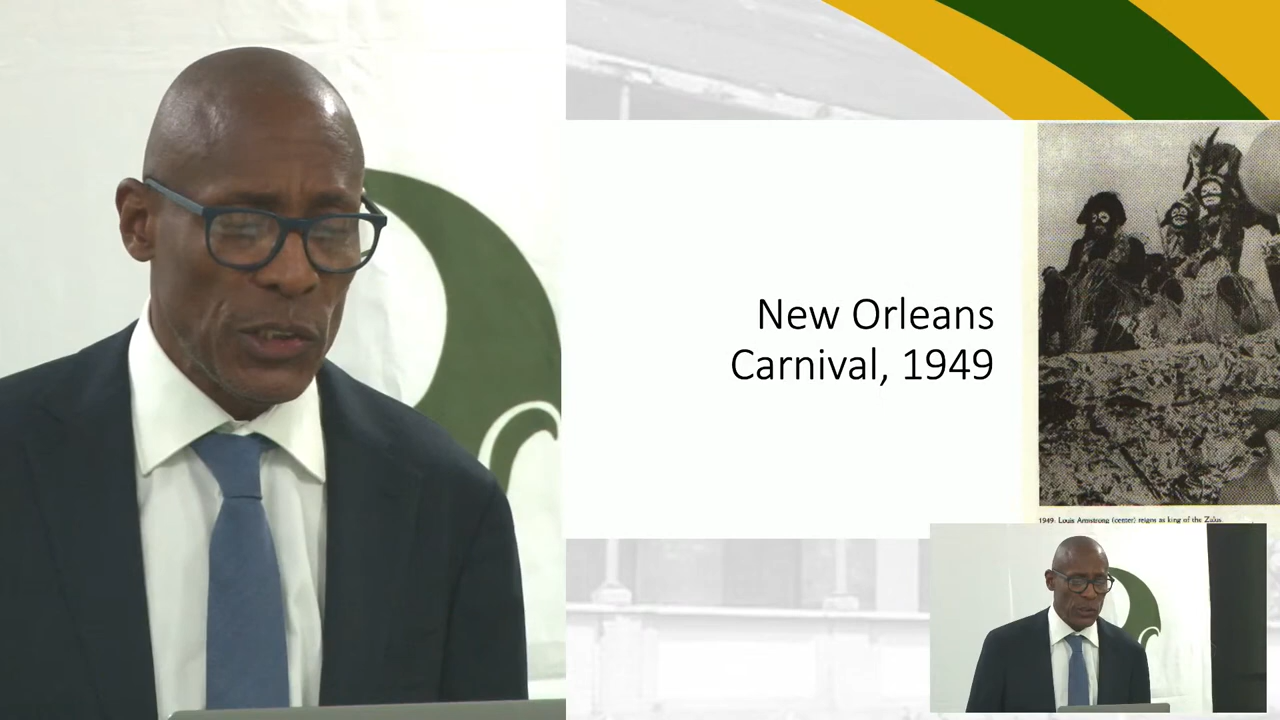 New Orleans
Carnival, 1949
1949: Louis Armstrong (center) reigns as king of the Zulus